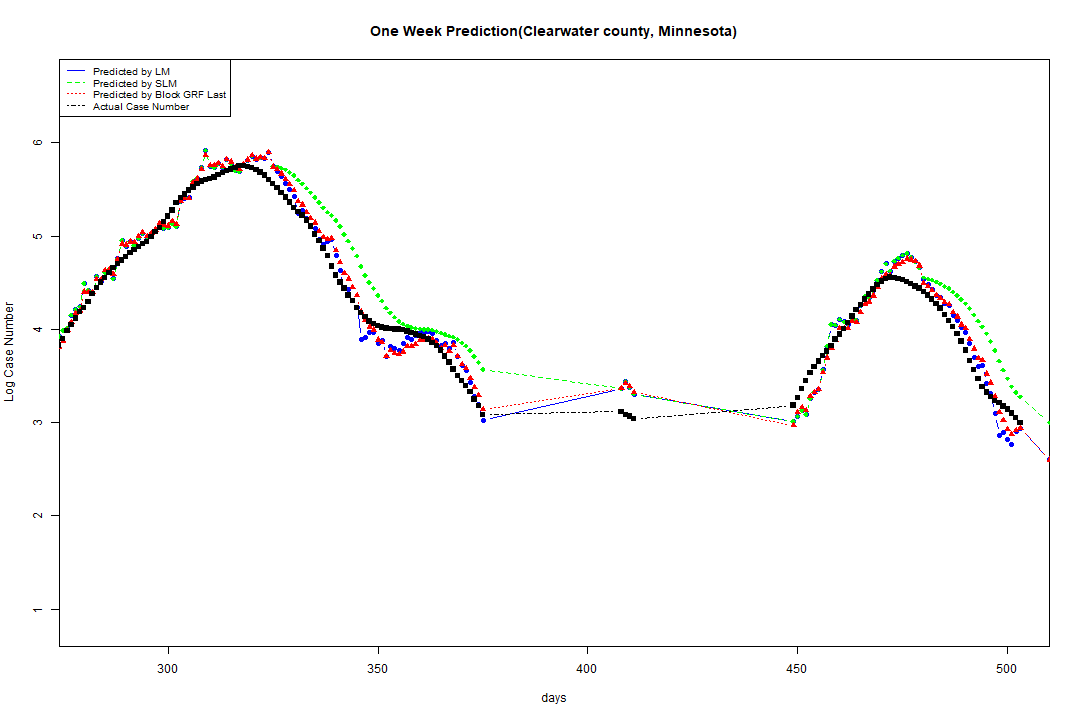 One Week Prediction(Clearwater county, Minnesota)
Predicted by LM
Predicted by SLM
Predicted by Block GRF Last
Actual Case Number
6
5
4
3
2
1
Log Case Number
300 350 400 450 500
days